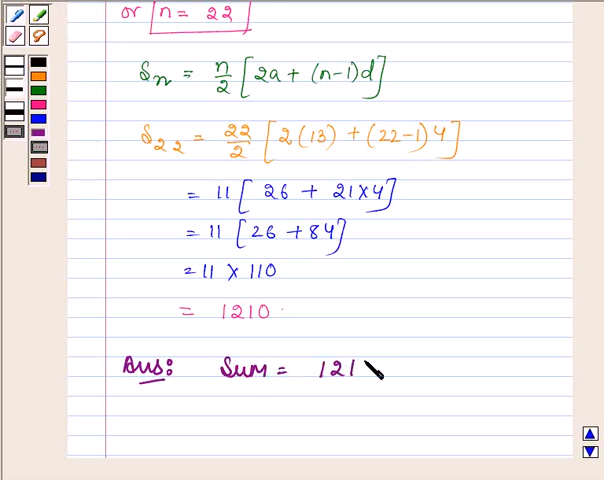 or n = 22
Sn = n/2 [2a + (n-1)d]
S22 = 22/2 [2(13) + (22-1)4]
= 11 [26 + 21×4]
= 11 [26 + 84]
= 11 × 110
= 1210
Ans: Sum = 121